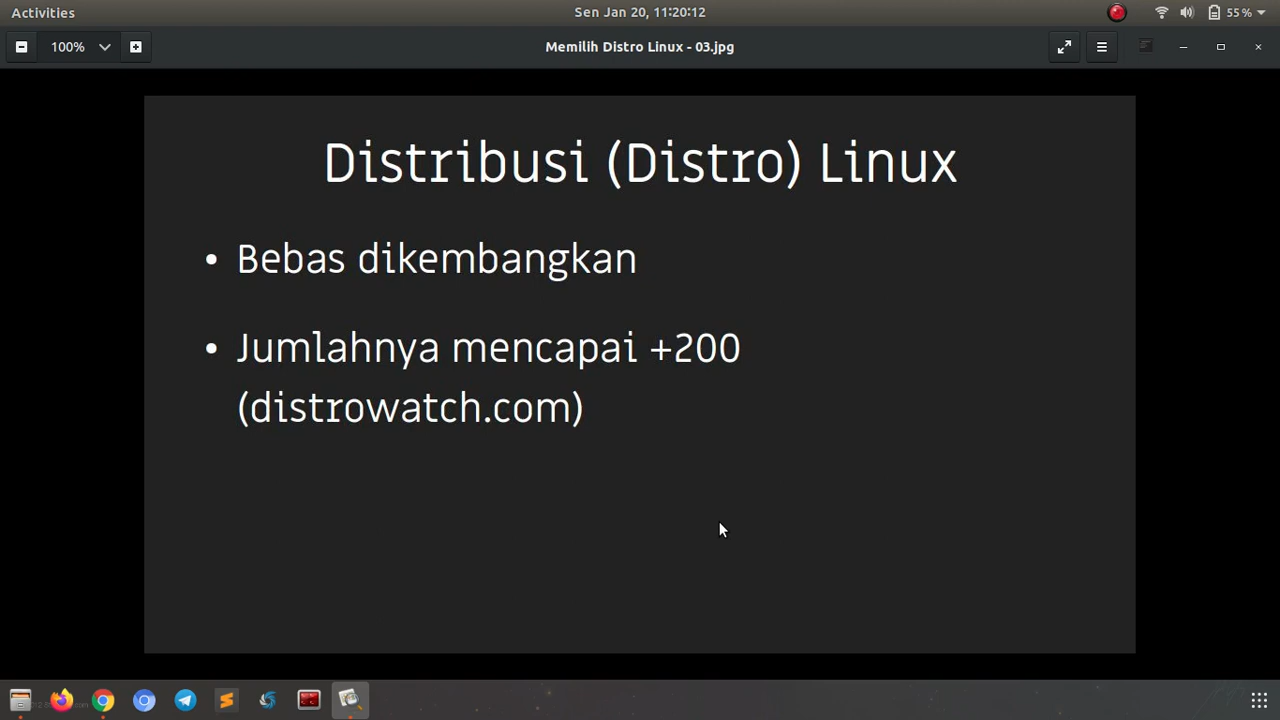 Activities
Sen Jan 20, 11:20:12
55 %
100%
Memilih Distro Linux - 03.jpg
Distribusi (Distro) Linux
• Bebas dikembangkan
• Jumlahnya mencapai +200
(distrowatch.com)